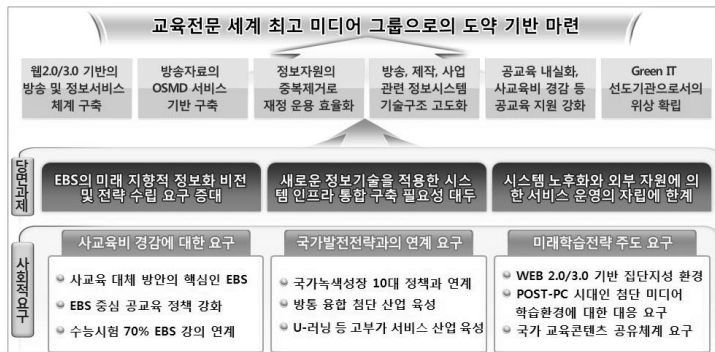 교육전문 세계 최고 미디어 그룹으로의 도약 기반 마련
웹2.0/3.0 기반의
방송 및 정보서비스
체계 구축
방송자료의
OSMD 서비스
기반 구축
정보자원의
중복제거로
재정 운용 효율화
방송, 제작, 사업
관련 정보시스템
기술구조 고도화
공교육 내실화,
사교육비 경감 등
공교육 지원 강화
Green IT
선도기관으로서의
위상 확립
당면과제
EBS의 미래 지향적 정보화 비전
및 전략 수립 요구 증대
새로운 정보기술을 적용한 시스
템 인프라 통합 구축 필요성 대두
시스템 노후화와 외부 자원에 의
한 서비스 운영의 자립에 한계
사회적요구
사교육비 경감에 대한 요구
사교육 대체 방안의 핵심인 EBS
EBS 중심 공교육 정책 강화
수능시험 70% EBS 강의 연계
국가발전전략과의 연계 요구
국가녹색성장 10대 정책과 연계
방통 융합 첨단 산업 육성
U-러닝 등 고부가 서비스 산업 육성
미래학습전략 주도 요구
WEB 2.0/3.0 기반 집단지성 환경
POST-PC 시대인 첨단 미디어
학습환경에 대한 대응 요구
국가 교육콘텐츠 공유체계 요구